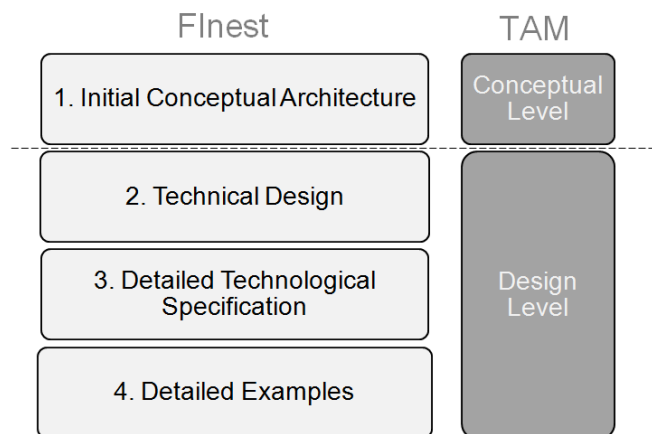 FInest
TAM
1. Initial Conceptual Architecture
Conceptual
Level
2. Technical Design
3. Detailed Technological
Specification
Design
Level
4. Detailed Examples